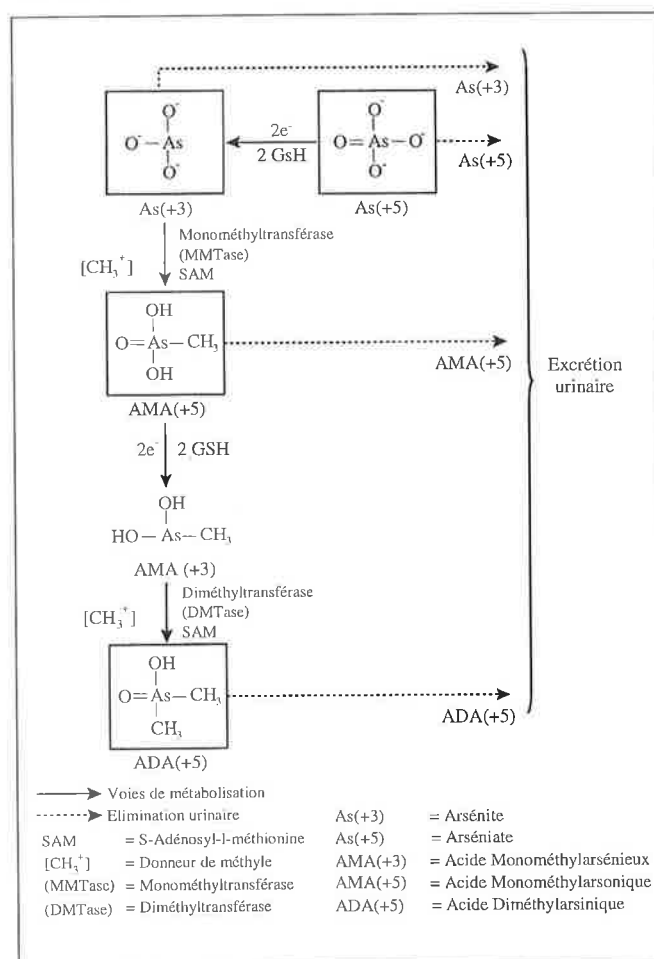 As(+3)
O⁻
O⁻—As
O⁻
2e⁻
2 GsH
O⁻
O=As—O⁻
O⁻
As(+5)
As(+3)
As(+5)
Monométhyltransférase
(MMTase)
[CH₃⁺]
SAM
OH
O=As—CH₃
OH
AMA(+5)
AMA(+5)
Excrétion
urinaire
2e⁻
2 GSH
OH
HO—As—CH₃
AMA (+3)
Diméthyltransférase
(DMTase)
[CH₃⁺]
SAM
OH
O=As—CH₃
CH₃
ADA(+5)
ADA(+5)
Voies de métabolisation
Elimination urinaire
SAM = S-Adénosyl-l-méthionine
[CH₃⁺] = Donneur de méthyle
(MMTase) = Monométhyltransférase
(DMTase) = Diméthyltransférase
As(+3) = Arsénite
As(+5) = Arséniate
AMA(+3) = Acide Monométhylarsénieux
AMA(+5) = Acide Monométhylarsonique
ADA(+5) = Acide Diméthylarsinique